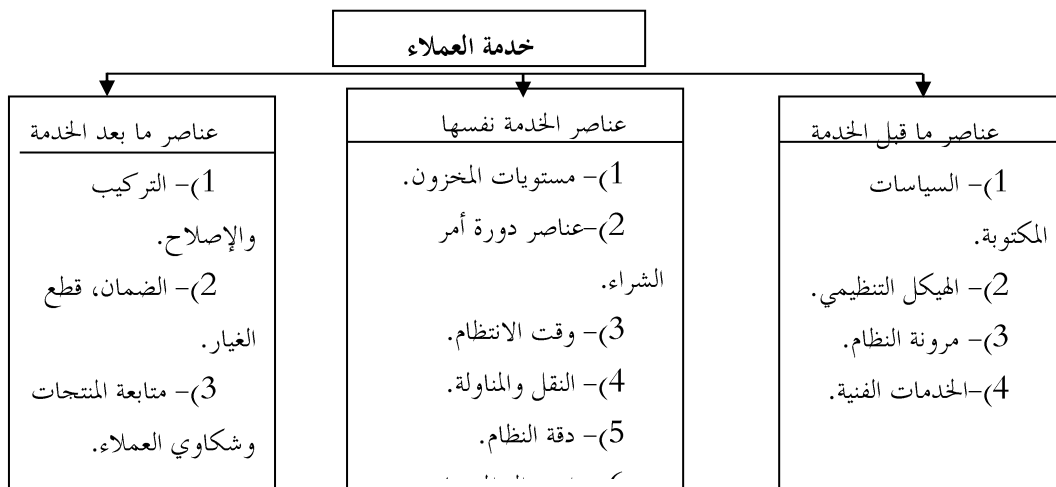 خدمة العملاء
عناصر ما قبل الخدمة
1)- السياسات
المكتوبة.
2)- الهيكل التنظيمي.
3)- مرونة النظام.
4)-الخدمات الفنية.
عناصر الخدمة نفسها
1)- مستويات المخزون.
2)-عناصر دورة أمر
الشراء.
3)- وقت الانتظام.
4)- النقل والمناولة.
5)- دقة النظام.
عناصر ما بعد الخدمة
1)- التركيب
والإصلاح.
2)- الضمان، قطع
الغيار.
3)- متابعة المنتجات
وشكاوي العملاء.